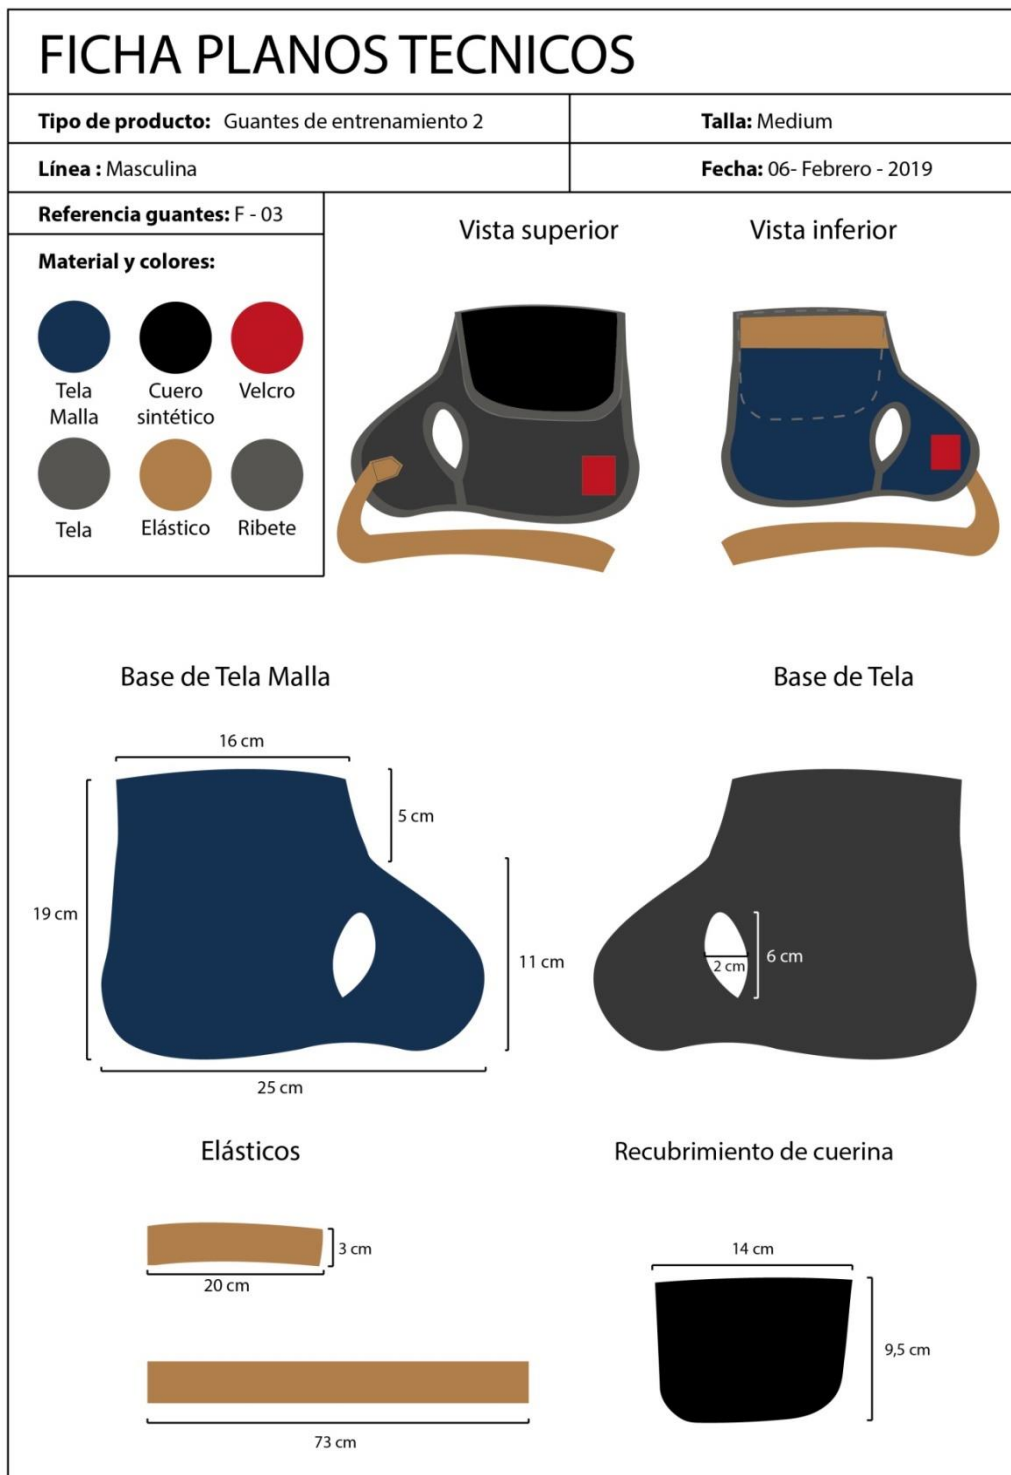 FICHA PLANOS TECNICOS
Tipo de producto: Guantes de entrenamiento 2
Talla: Medium
Línea : Masculina
Fecha: 06- Febrero - 2019
Referencia guantes: F - 03
Material y colores:
Tela
Malla
Cuero
sintético
Velcro
Tela
Elástico
Ribete
Vista superior
Vista inferior
Base de Tela Malla
Base de Tela
16 cm
5 cm
19 cm
11 cm
25 cm
2 cm
6 cm
Elásticos
Recubrimiento de cuerina
3 cm
20 cm
73 cm
14 cm
9,5 cm